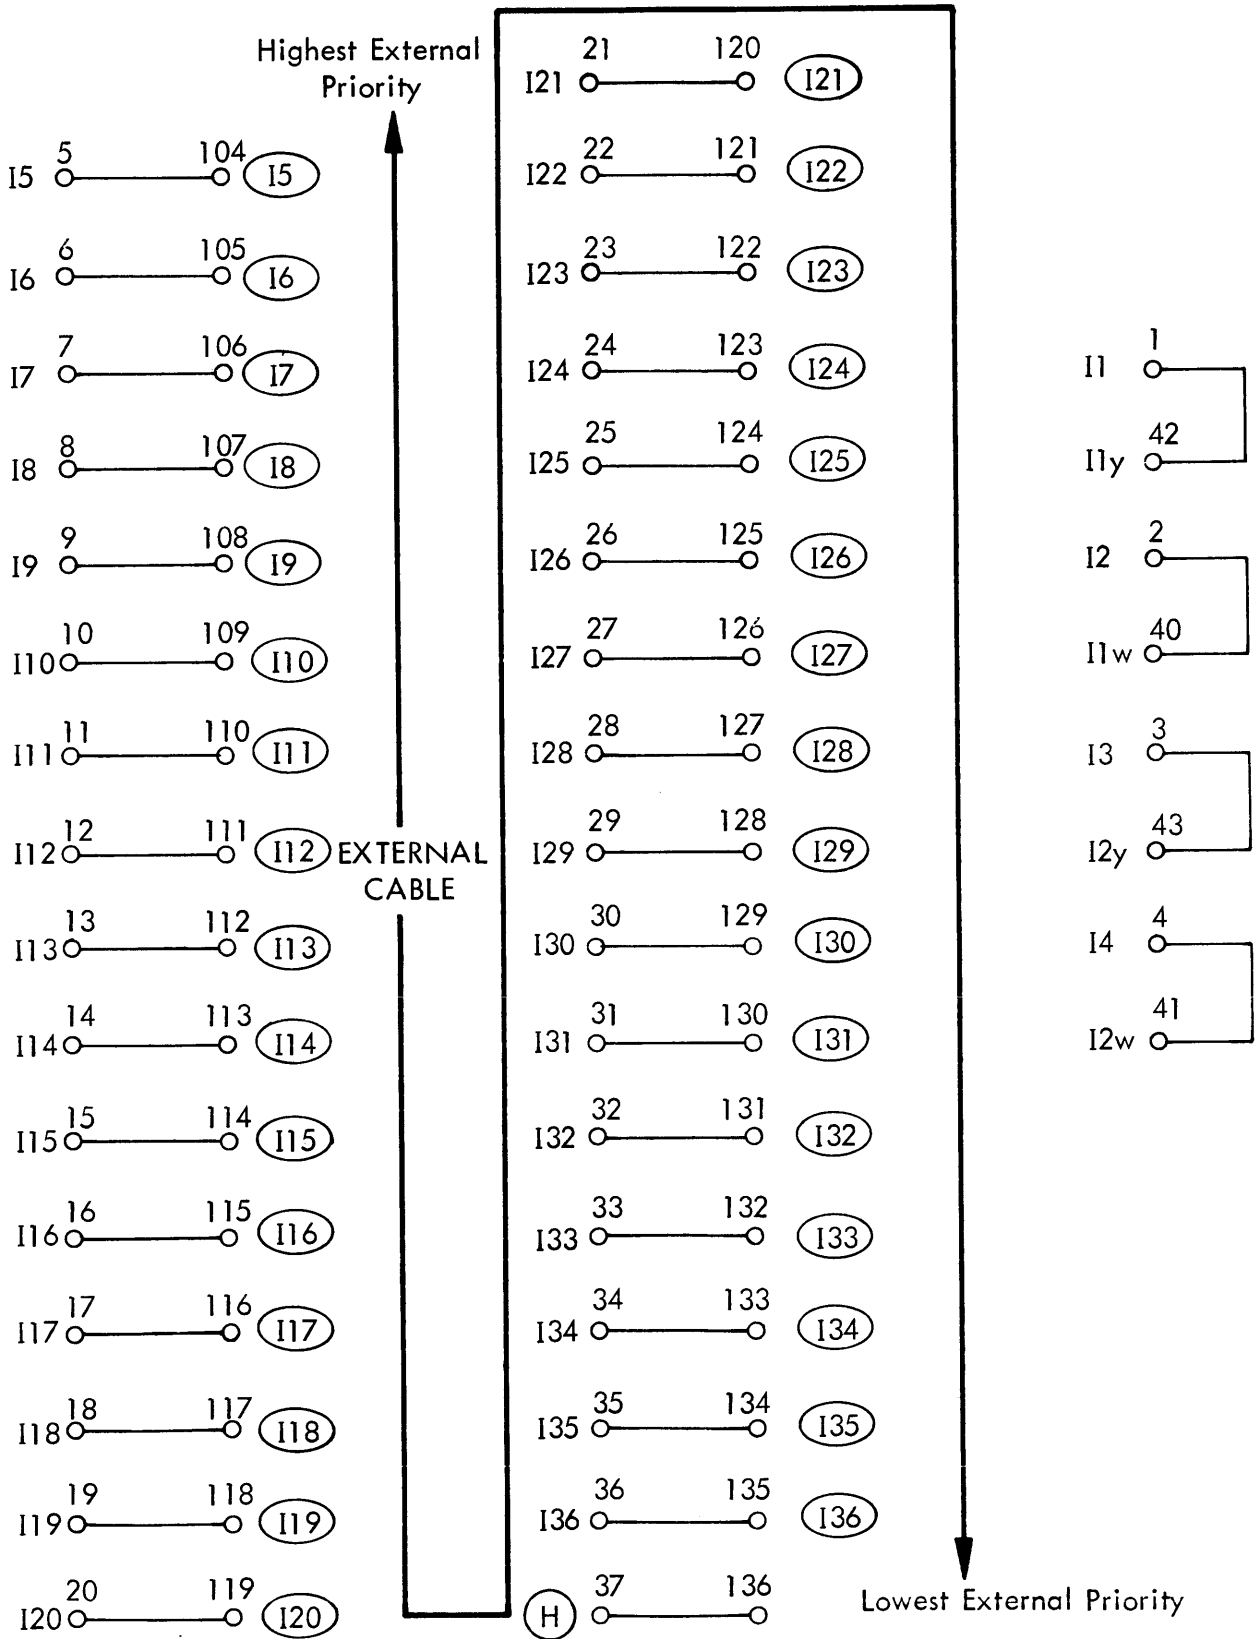 Highest External
Priority
5 104
I5 I5
6 105
I6 I6
7 106
I7 I7
8 107
I8 I8
9 108
I9 I9
10 109
I10 I10
11 110
I11 I11
12 111
I12 I12
13 112
I13 I13
14 113
I14 I14
15 114
I15 I15
16 115
I16 I16
17 116
I17 I17
18 117
I18 I18
19 118
I19 I19
20 119
I20 I20
EXTERNAL
CABLE
21 120
I21 I21
22 121
I22 I22
23 122
I23 I23
24 123
I24 I24
25 124
I25 I25
26 125
I26 I26
27 126
I27 I27
28 127
I28 I28
29 128
I29 I29
30 129
I30 I30
31 130
I31 I31
32 131
I32 I32
33 132
I33 I33
34 133
I34 I34
35 134
I35 I35
36 135
I36 I36
37 136
H
Lowest External Priority
1
I1
42
I1y
2
I2
40
I1w
3
I3
43
I2y
4
I4
41
I2w